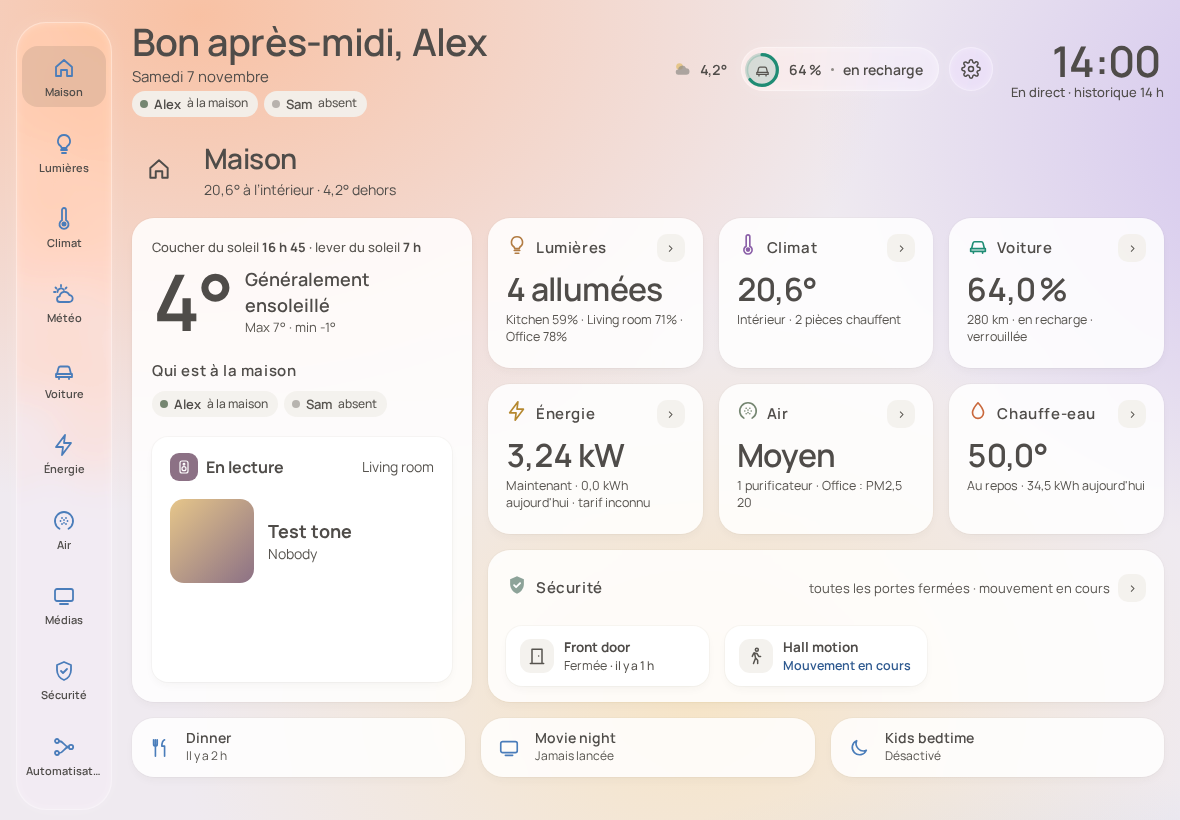 Bon après-midi, Alex
Samedi 7 novembre
Alex à la maison
Sam absent
4,2°
64 % · en recharge
14:00
En direct · historique 14 h
Maison
Lumières
Climat
Météo
Voiture
Énergie
Air
Médias
Sécurité
Automatisat…
Maison
20,6° à l’intérieur · 4,2° dehors
Coucher du soleil 16 h 45 · lever du soleil 7 h
4°
Généralement
ensoleillé
Max 7° · min -1°
Qui est à la maison
Alex à la maison
Sam absent
En lecture
Living room
Test tone
Nobody
Lumières
4 allumées
Kitchen 59% · Living room 71% ·
Office 78%
Climat
20,6°
Intérieur · 2 pièces chauffent
Voiture
64,0 %
280 km · en recharge ·
verrouillée
Énergie
3,24 kW
Maintenant · 0,0 kWh
aujourd'hui · tarif inconnu
Air
Moyen
1 purificateur · Office : PM2,5
20
Chauffe-eau
50,0°
Au repos · 34,5 kWh aujourd'hui
Sécurité
toutes les portes fermées · mouvement en cours
Front door
Fermée · il y a 1 h
Hall motion
Mouvement en cours
Dinner
Il y a 2 h
Movie night
Jamais lancée
Kids bedtime
Désactivé